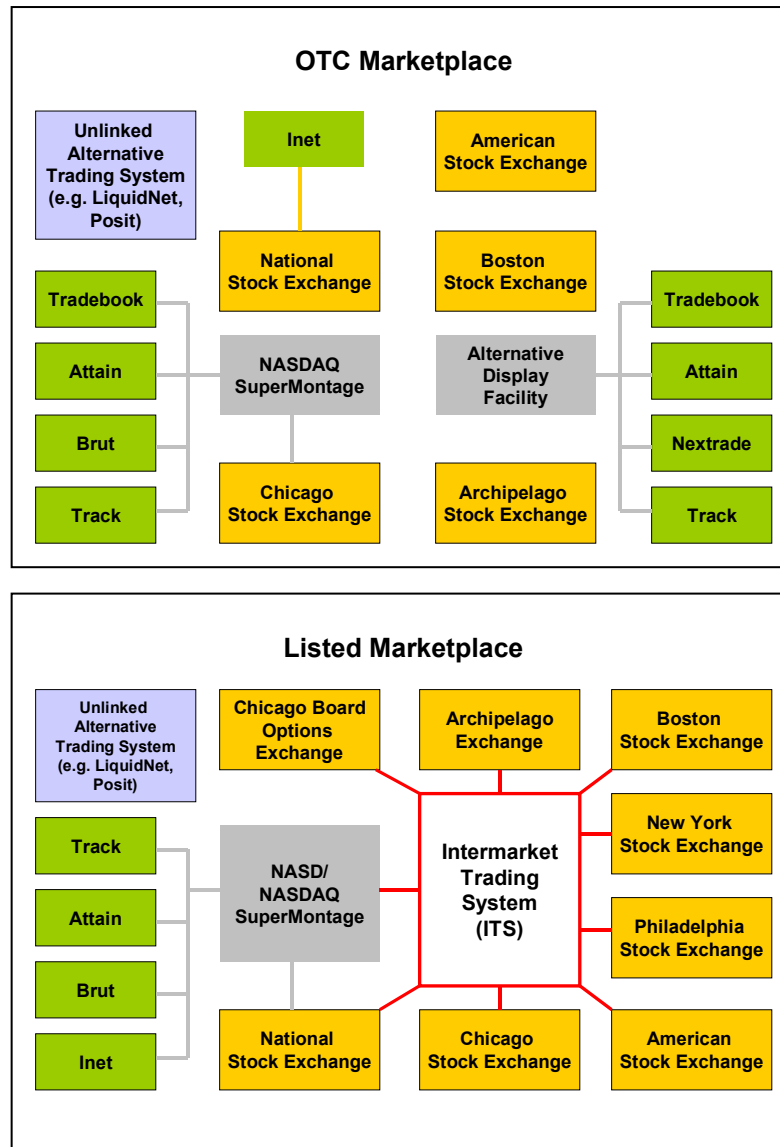 OTC Marketplace
Unlinked
Alternative
Trading System
(e.g. LiquidNet,
Posit)
Inet
American
Stock Exchange
National
Stock Exchange
Boston
Stock Exchange
Tradebook
Attain
Brut
Track
NASDAQ
SuperMontage
Alternative
Display
Facility
Tradebook
Attain
Nextrade
Track
Chicago
Stock Exchange
Archipelago
Stock Exchange
Listed Marketplace
Unlinked
Alternative
Trading System
(e.g. LiquidNet,
Posit)
Chicago Board
Options
Exchange
Archipelago
Exchange
Boston
Stock Exchange
Track
Attain
Brut
Inet
NASD/
NASDAQ
SuperMontage
Intermarket
Trading
System
(ITS)
New York
Stock Exchange
Philadelphia
Stock Exchange
National
Stock Exchange
Chicago
Stock Exchange
American
Stock Exchange